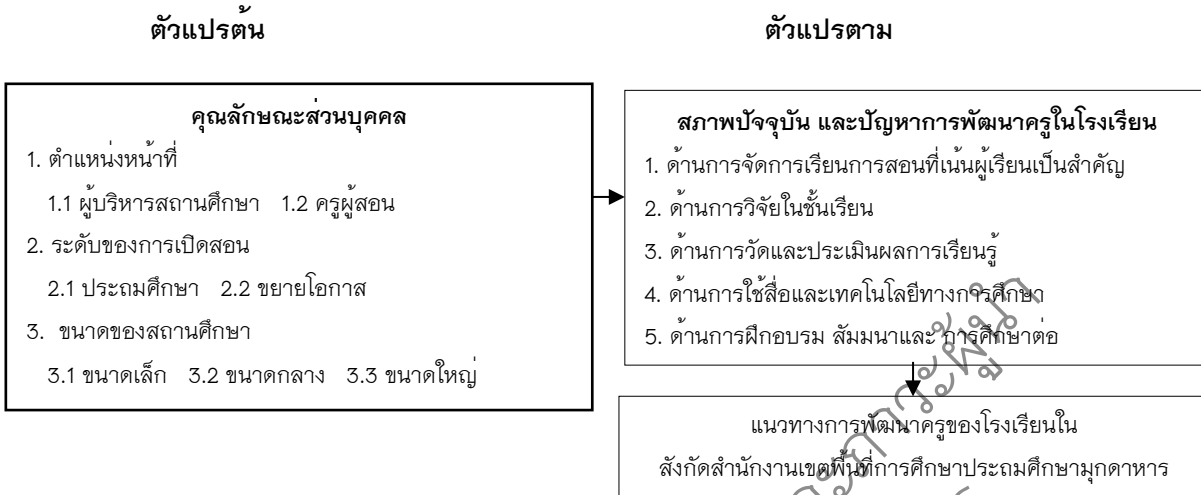 ตัวแปรต้น
ตัวแปรตาม
คุณลักษณะส่วนบุคคล
1. ตำแหน่งหน้าที่
1.1 ผู้บริหารสถานศึกษา 1.2 ครูผู้สอน
2. ระดับของการเปิดสอน
2.1 ประถมศึกษา 2.2 ขยายโอกาส
3. ขนาดของสถานศึกษา
3.1 ขนาดเล็ก 3.2 ขนาดกลาง 3.3 ขนาดใหญ่
สภาพปัจจุบัน และปัญหาการพัฒนาครูในโรงเรียน
1. ด้านการจัดการเรียนการสอนที่เน้นผู้เรียนเป็นสำคัญ
2. ด้านการวิจัยในชั้นเรียน
3. ด้านการวัดและประเมินผลการเรียนรู้
4. ด้านการใช้สื่อและเทคโนโลยีทางการศึกษา
5. ด้านการฝึกอบรม สัมมนาและ การศึกษาต่อ
แนวทางการพัฒนาครูของโรงเรียนใน
สังกัดสำนักงานเขตพื้นที่การศึกษาประถมศึกษามุกดาหาร